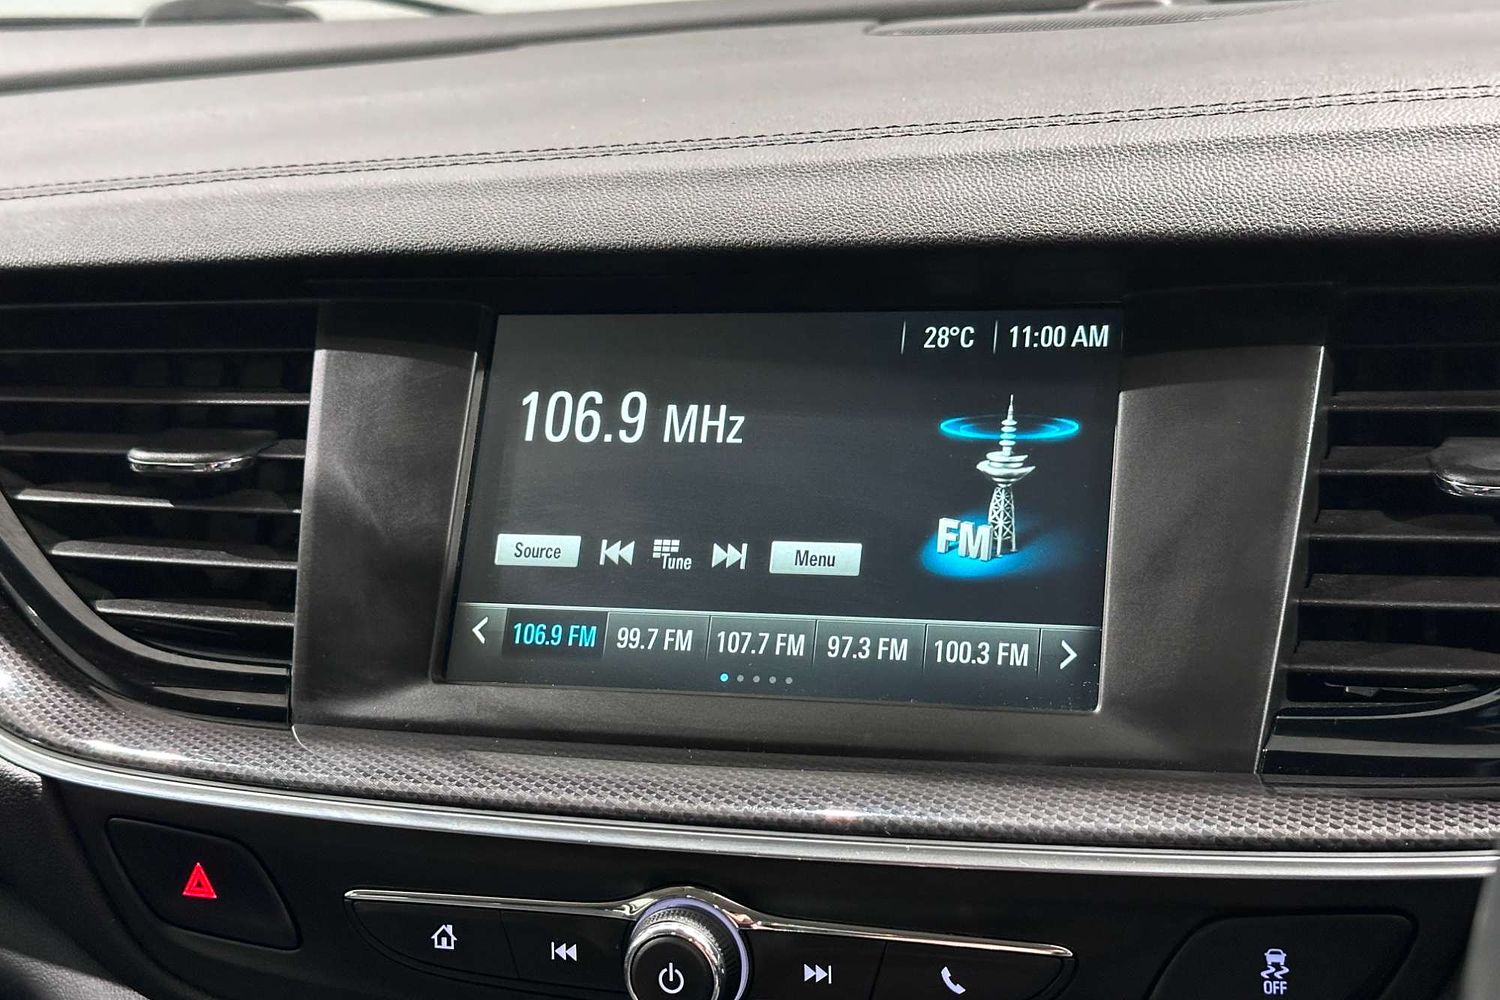 28°C 11:00 AM
106.9 MHz
FM
Source Tune Menu
106.9 FM 99.7 FM 107.7 FM 97.3 FM 100.3 FM
OFF